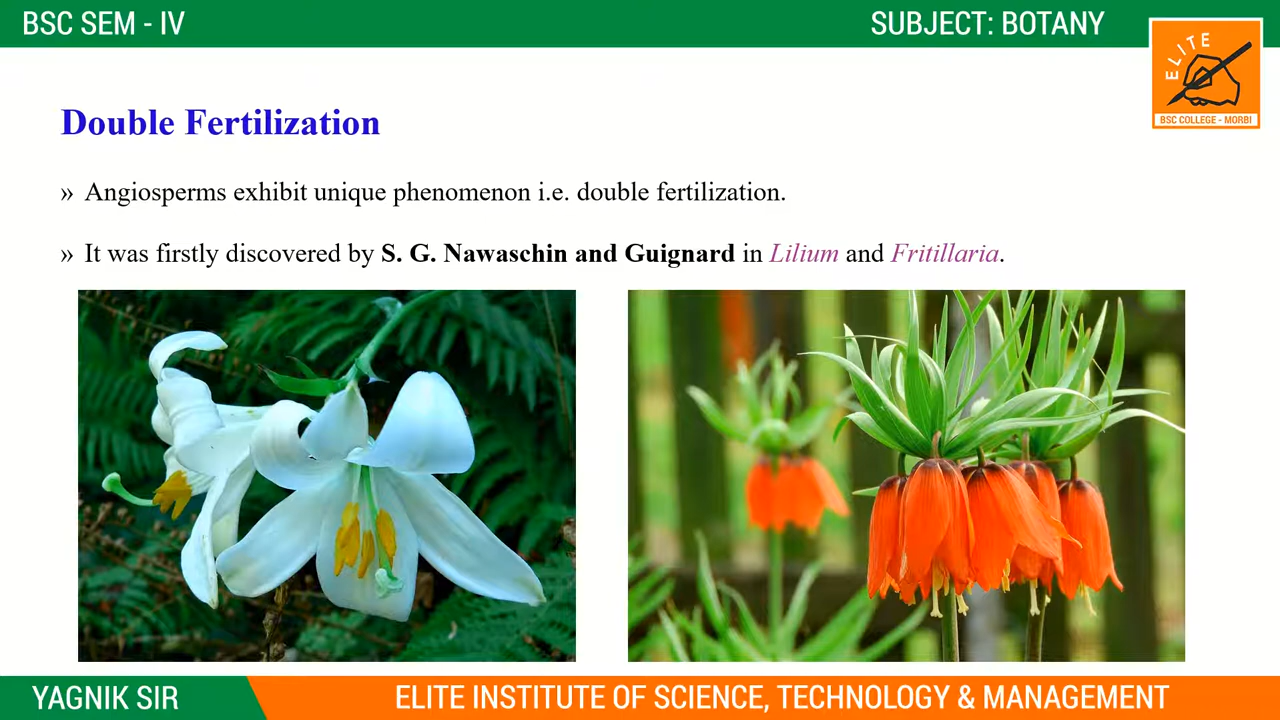 BSC SEM - IV
SUBJECT: BOTANY
ELITE
BSC COLLEGE - MORBI
Double Fertilization
» Angiosperms exhibit unique phenomenon i.e. double fertilization.
» It was firstly discovered by S. G. Nawaschin and Guignard in Lilium and Fritillaria.
YAGNIK SIR
ELITE INSTITUTE OF SCIENCE, TECHNOLOGY & MANAGEMENT